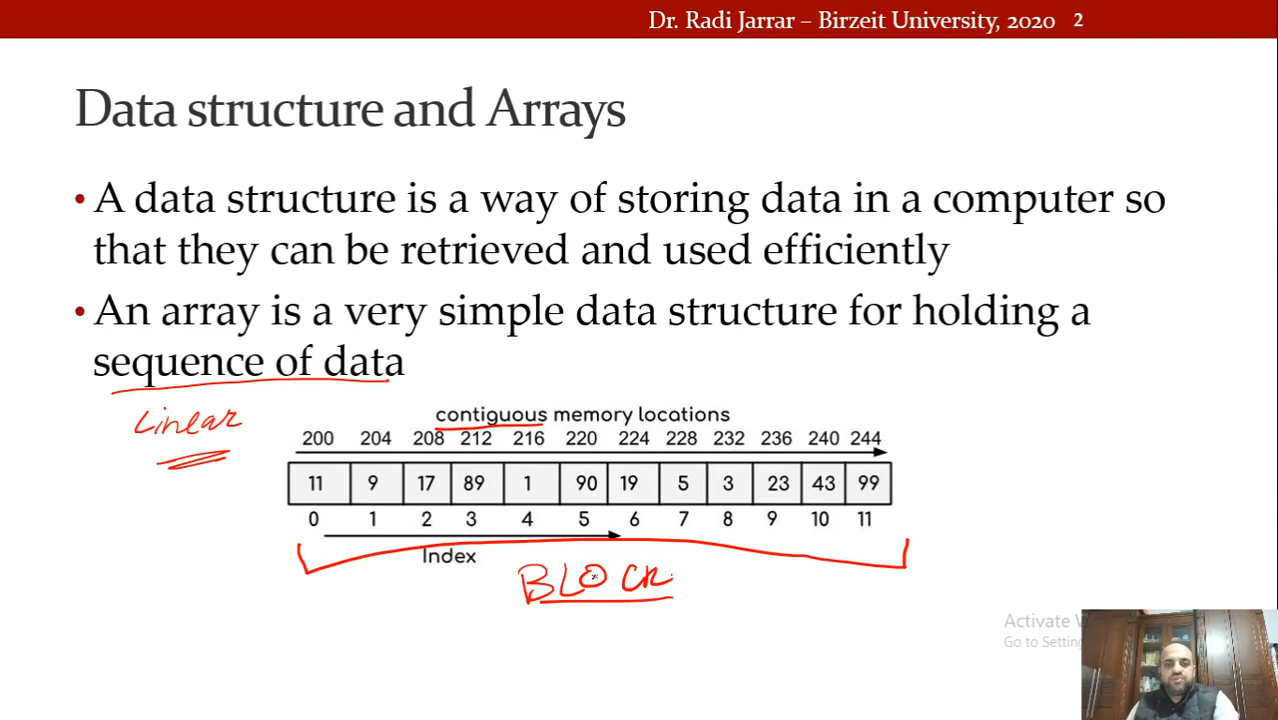 Dr. Radi Jarrar – Birzeit University, 2020 2
Data structure and Arrays
• A data structure is a way of storing data in a computer so
that they can be retrieved and used efficiently
• An array is a very simple data structure for holding a
sequence of data
Linear
contiguous memory locations
200 204 208 212 216 220 224 228 232 236 240 244
11 9 17 89 1 90 19 5 3 23 43 99
0 1 2 3 4 5 6 7 8 9 10 11
Index
BLOCK
Activate
Go to Setting